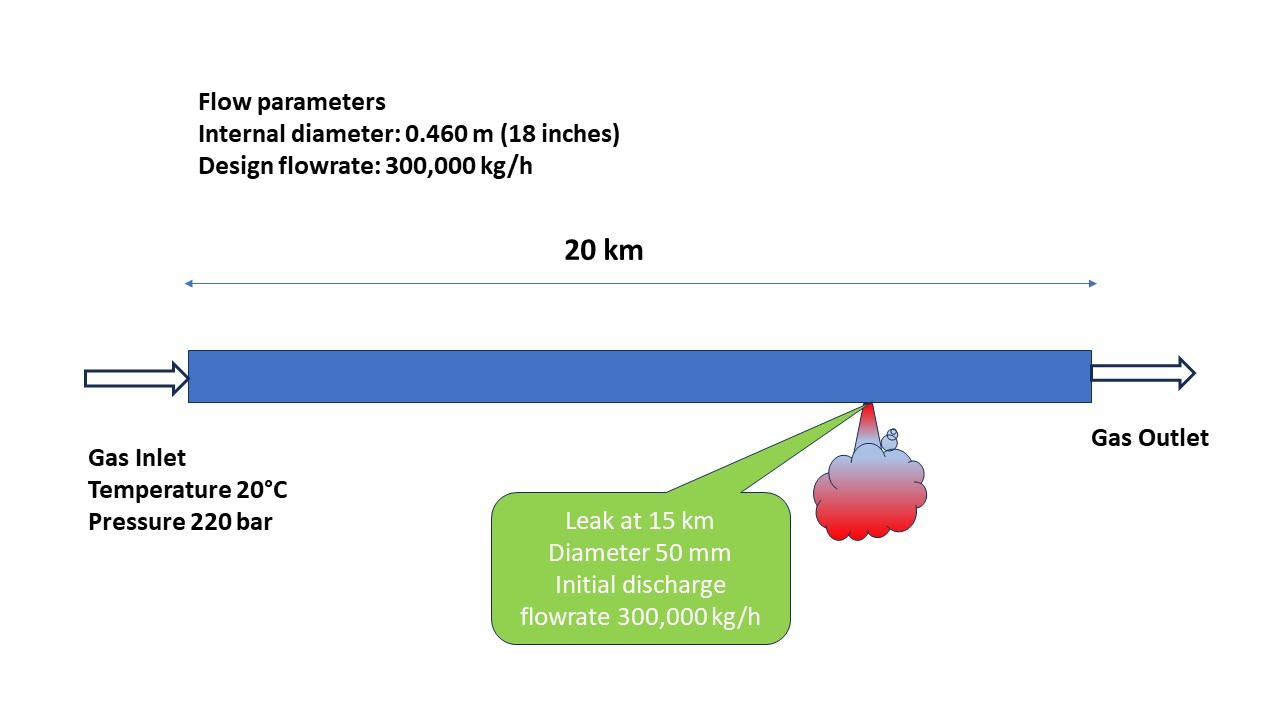 Flow parameters
Internal diameter: 0.460 m (18 inches)
Design flowrate: 300,000 kg/h
20 km
Gas Inlet
Temperature 20°C
Pressure 220 bar
Gas Outlet
Leak at 15 km
Diameter 50 mm
Initial discharge
flowrate 300,000 kg/h